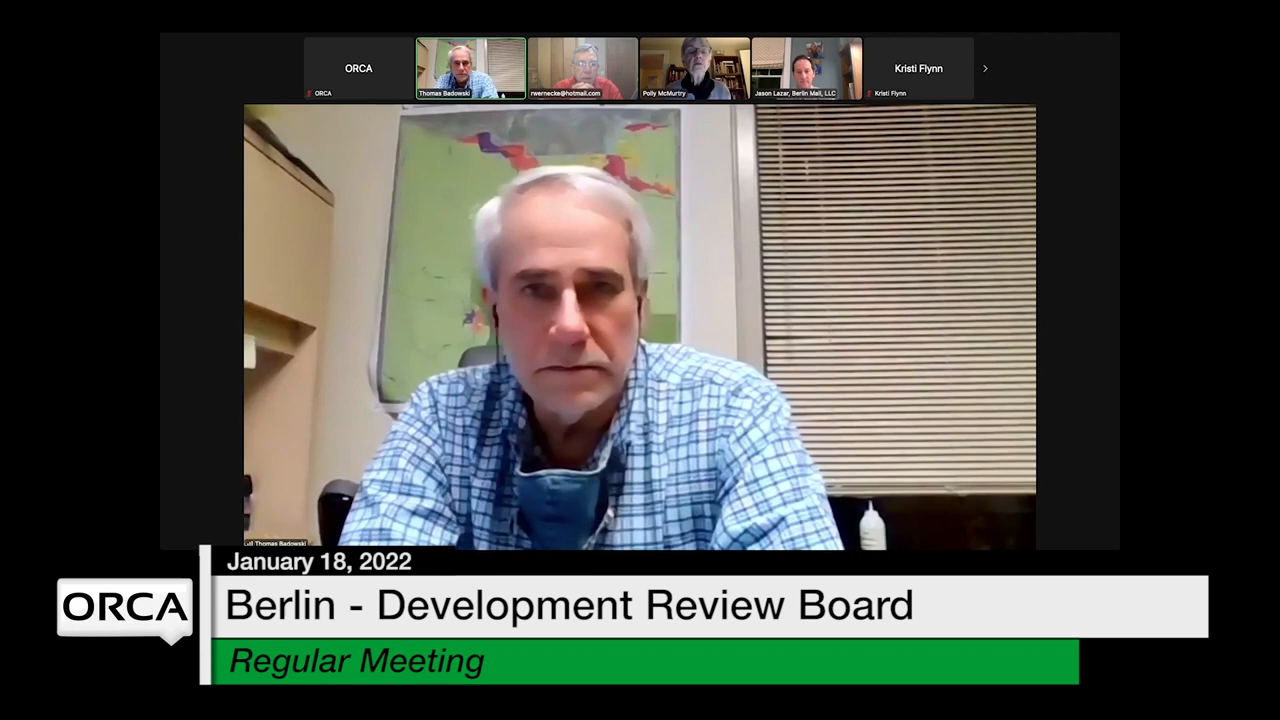 ORCA
Kristi Flynn
ORCA
Thomas Badowski
rwernecke@hotmail.com
Polly McMurtry
Jason Lazar, Berlin Mall, LLC
Kristi Flynn
Thomas Badowski
January 18, 2022
ORCA
Berlin - Development Review Board
Regular Meeting